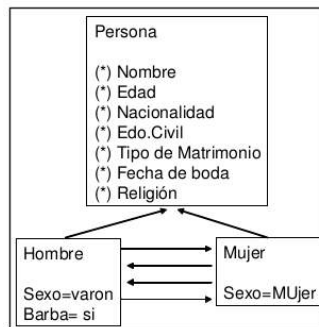 Persona
(*) Nombre
(*) Edad
(*) Nacionalidad
(*) Edo.Civil
(*) Tipo de Matrimonio
(*) Fecha de boda
(*) Religión
Hombre
Sexo=varon
Barba= si
Mujer
Sexo=MUjer